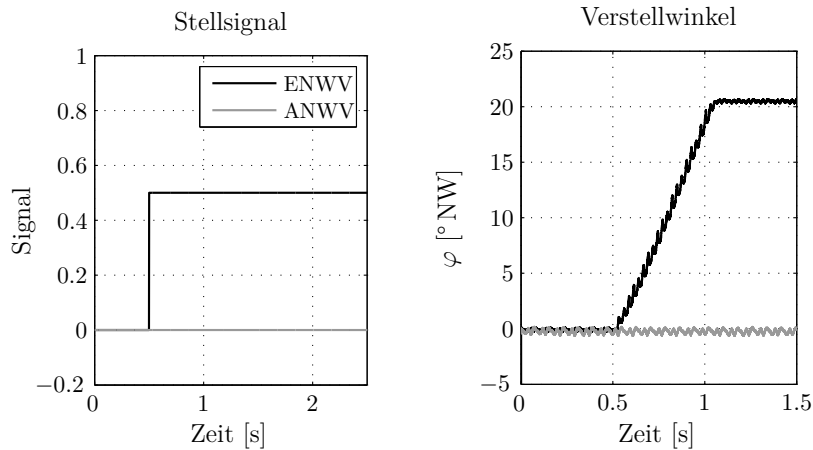 Stellsignal
1
0.8
0.6
0.4
0.2
0
−0.2
0
1
2
Signal
Zeit [s]
ENWV
ANWV
Verstellwinkel
25
20
15
10
5
0
−5
0
0.5
1
1.5
φ [° NW]
Zeit [s]